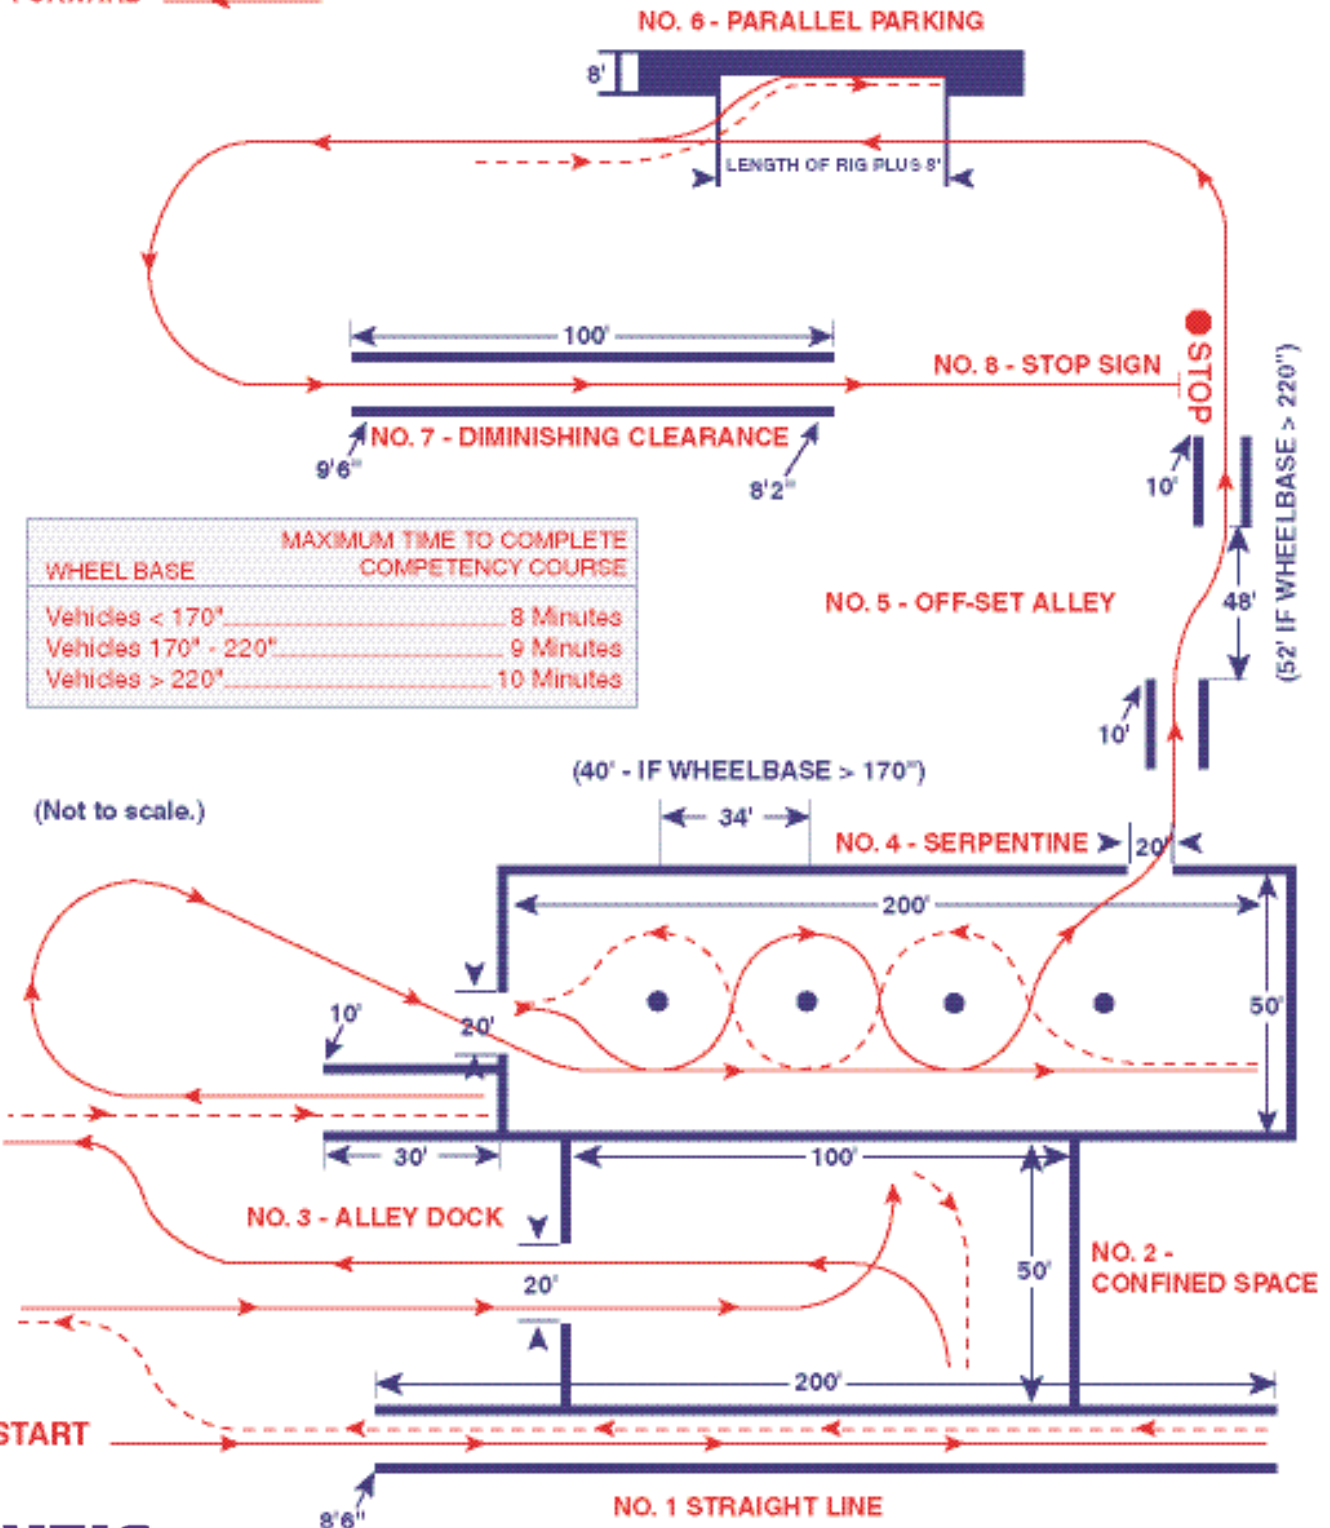 FORWARD
NO. 6 - PARALLEL PARKING
8'
LENGTH OF RIG PLUS 8'
100'
NO. 8 - STOP SIGN
STOP
NO. 7 - DIMINISHING CLEARANCE
9'6"
8'2"
10'
(52' IF WHEELBASE > 220")
48'
MAXIMUM TIME TO COMPLETE
WHEEL BASE COMPETENCY COURSE
Vehicles < 170" 8 Minutes
Vehicles 170" - 220" 9 Minutes
Vehicles > 220" 10 Minutes
NO. 5 - OFF-SET ALLEY
10'
(40' - IF WHEELBASE > 170")
(Not to scale.)
34'
NO. 4 - SERPENTINE
20'
200'
50'
10'
20'
30'
100'
NO. 3 - ALLEY DOCK
20'
50'
NO. 2 -
CONFINED SPACE
200'
START
8'6"
NO. 1 STRAIGHT LINE